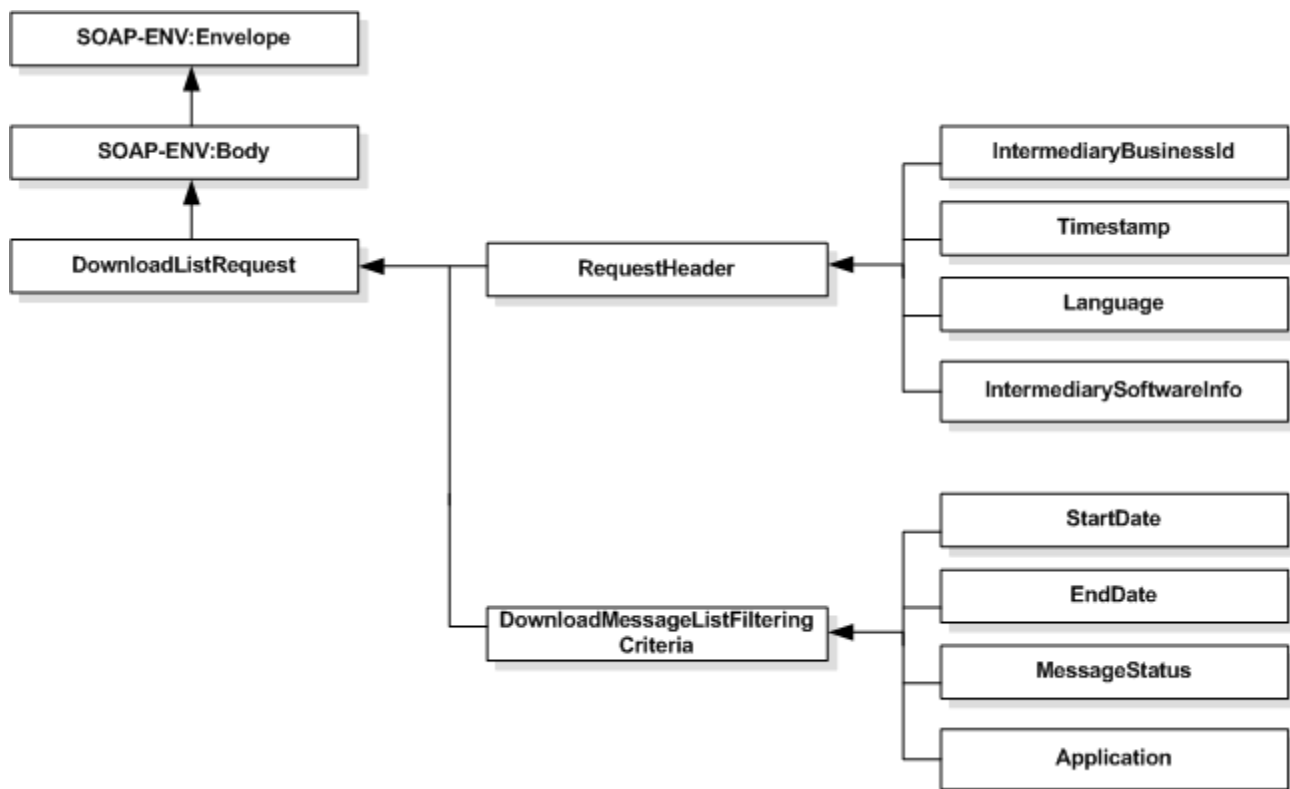 SOAP-ENV:Envelope
SOAP-ENV:Body
DownloadListRequest
RequestHeader
IntermediaryBusinessId
Timestamp
Language
IntermediarySoftwareInfo
DownloadMessageListFiltering
Criteria
StartDate
EndDate
MessageStatus
Application